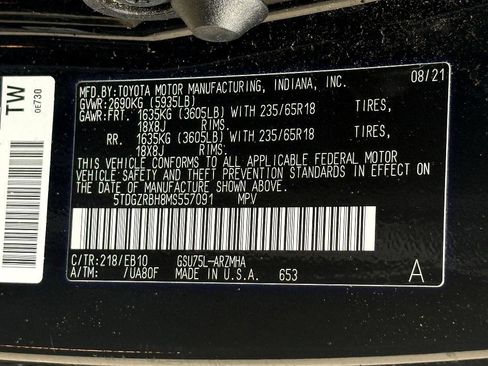 MFD.BY:TOYOTA MOTOR MANUFACTURING, INDIANA, INC. 08/21
GVWR: 2690KG (5935LB)
GAWR:FRT. 1635KG (3605LB) WITH 235/65R18 TIRES,
18X8J RIMS.
RR. 1635KG (3605LB) WITH 235/65R18 TIRES,
18X8J RIMS.
THIS VEHICLE CONFORMS TO ALL APPLICABLE FEDERAL MOTOR
VEHICLE SAFETY AND THEFT PREVENTION STANDARDS IN EFFECT ON
THE DATE OF MANUFACTURE SHOWN ABOVE.
5TDGZRBH8MS557091 MPV
C/TR:218/EB10 GSU75L-ARZMHA
A/TM: /UA80F MADE IN U.S.A. 653 A
TW
0E730